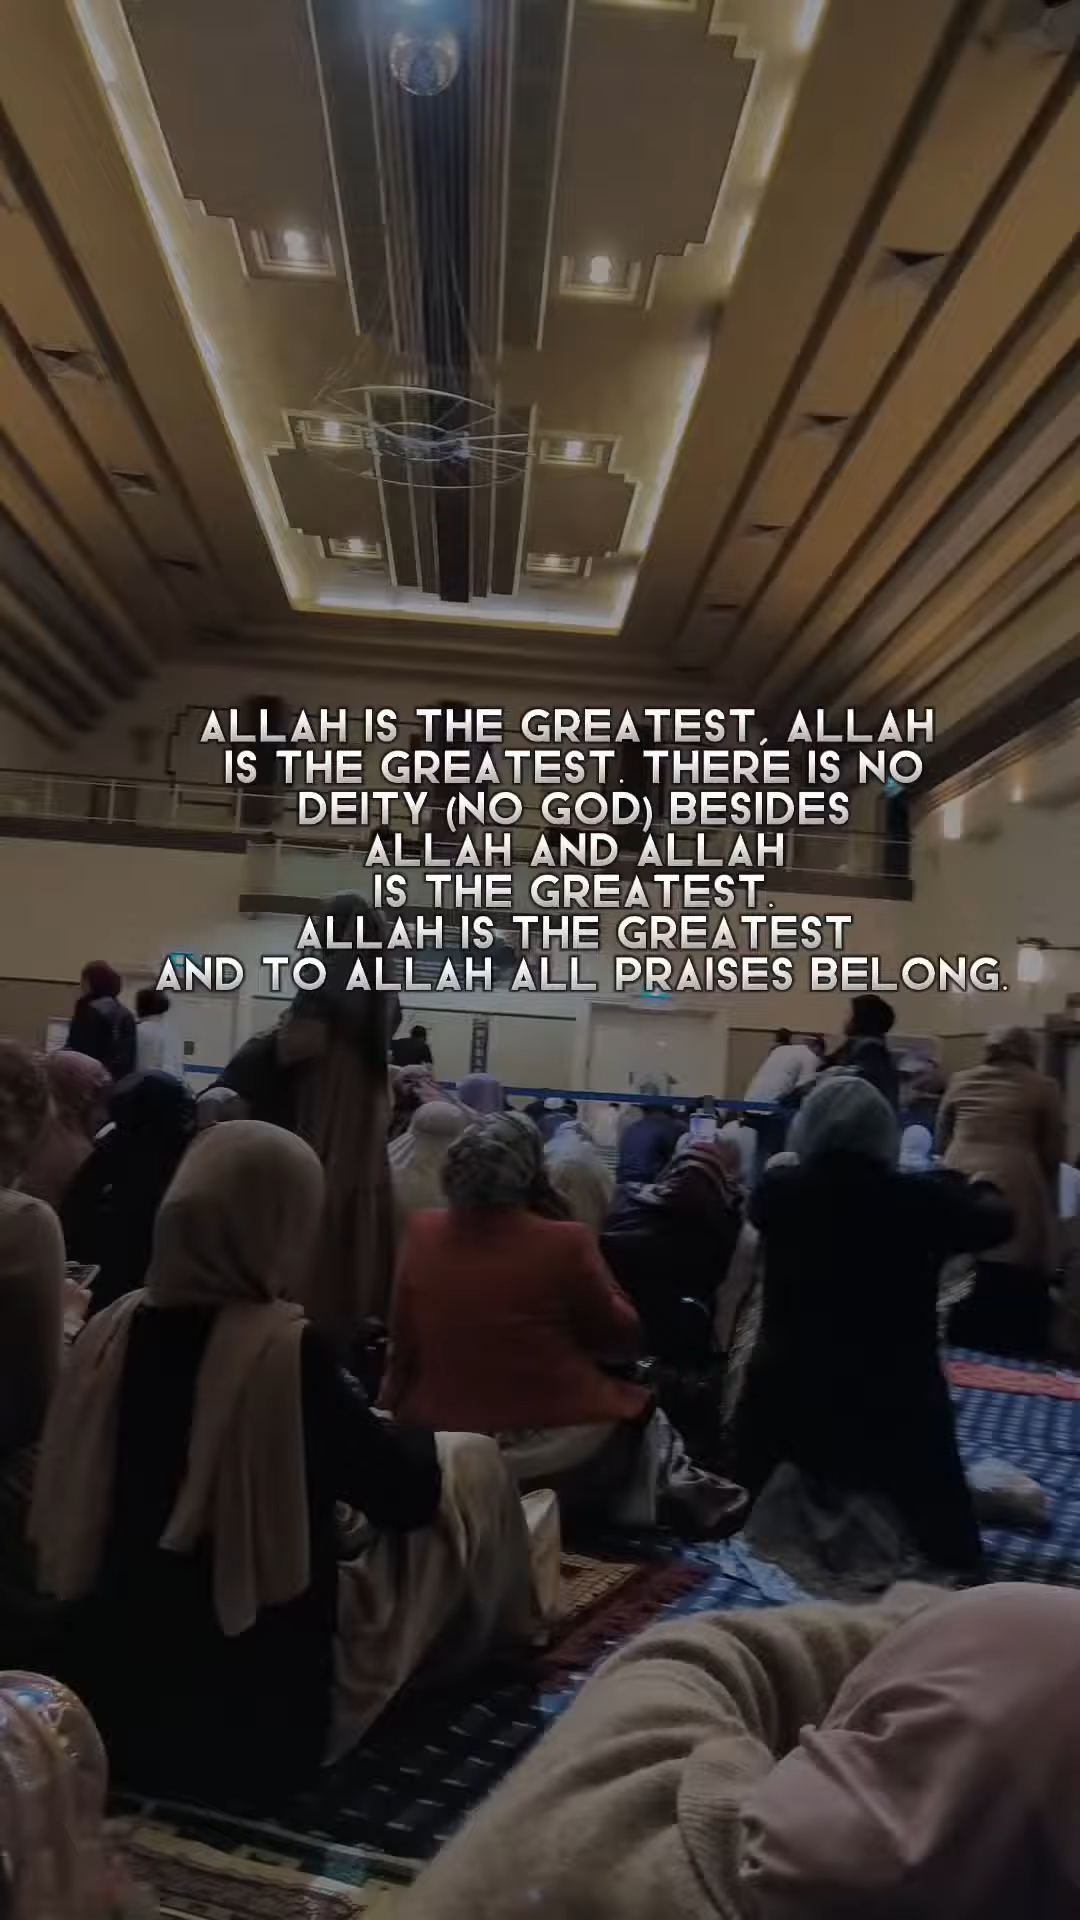 ALLAH IS THE GREATEST, ALLAH
IS THE GREATEST. THERE IS NO
DEITY (NO GOD) BESIDES
ALLAH AND ALLAH
IS THE GREATEST.
ALLAH IS THE GREATEST
AND TO ALLAH ALL PRAISES BELONG.